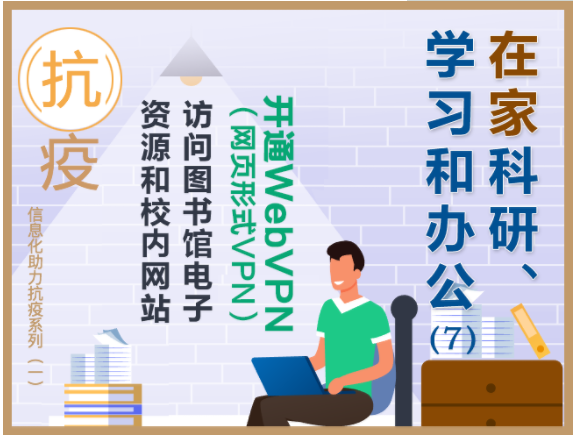 在家科研、
学习和办公
(7)
开通WebVPN
（网页形式VPN）
访问图书馆电子
资源和校内网站
抗
疫
信息化助力抗疫系列（一）